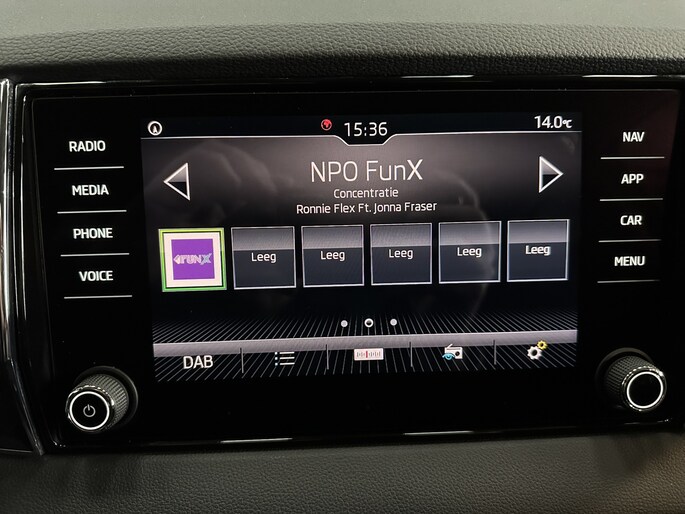 15:36
14.0°C
RADIO
MEDIA
PHONE
VOICE
NPO FunX
Concentratie
Ronnie Flex Ft. Jonna Fraser
FUNX
Leeg
Leeg
Leeg
Leeg
Leeg
DAB
NAV
APP
CAR
MENU